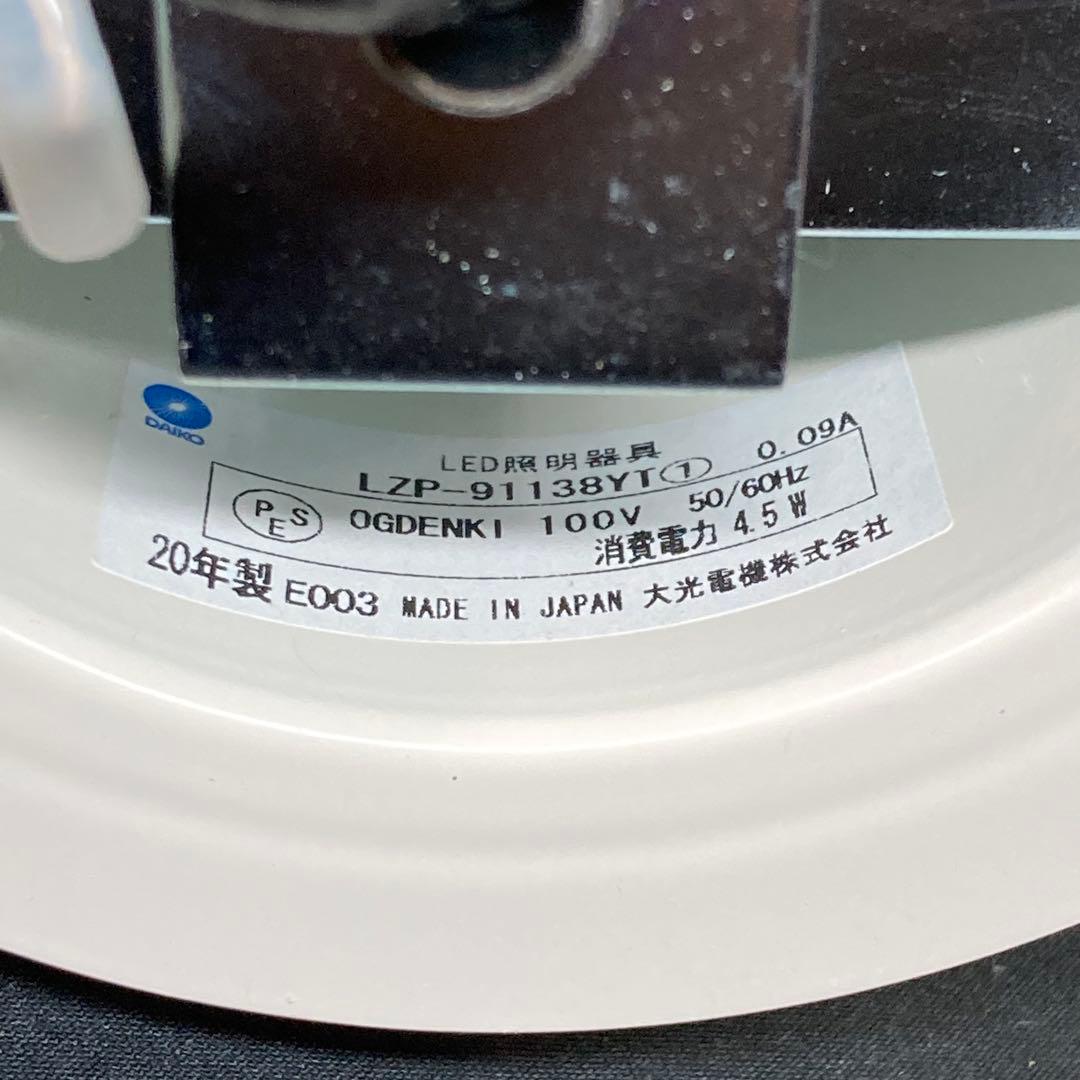 DAIKO
LED照明器具
LZP-91138YT① 0.09A
PSE OGDENKI 100V 50/60Hz
消費電力 4.5W
20年製 E003 MADE IN JAPAN 大光電機株式会社